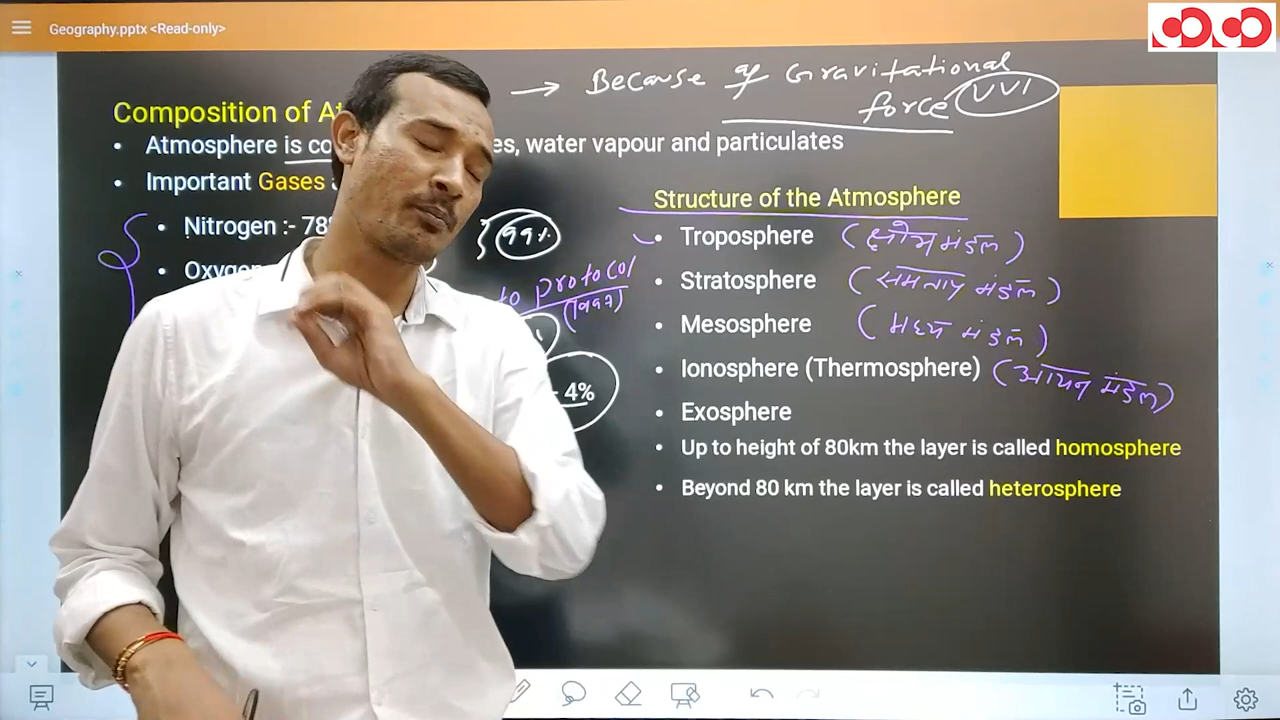 Geography.pptx <Read-only>
→ Because of Gravitational
force VVI
Composition of At
Atmosphere is co es, water vapour and particulates
Important Gases
Nitrogen :- 78
99%
Oxygen
to protocol
(1997)
4%
Structure of the Atmosphere
Troposphere (क्षोभ मंडल)
Stratosphere (समताप मंडल)
Mesosphere (मध्य मंडल)
Ionosphere (Thermosphere) (आयन मंडल)
Exosphere
Up to height of 80km the layer is called homosphere
Beyond 80 km the layer is called heterosphere